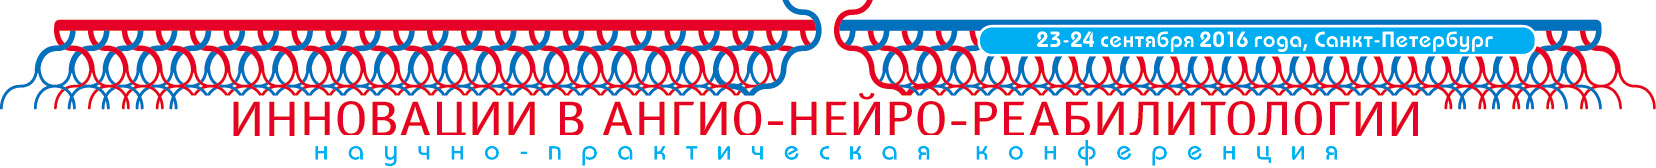 23-24 сентября 2016 года, Санкт-Петербург
ИННОВАЦИИ В АНГИО-НЕЙРО-РЕАБИЛИТОЛОГИИ
научно-практическая конференция